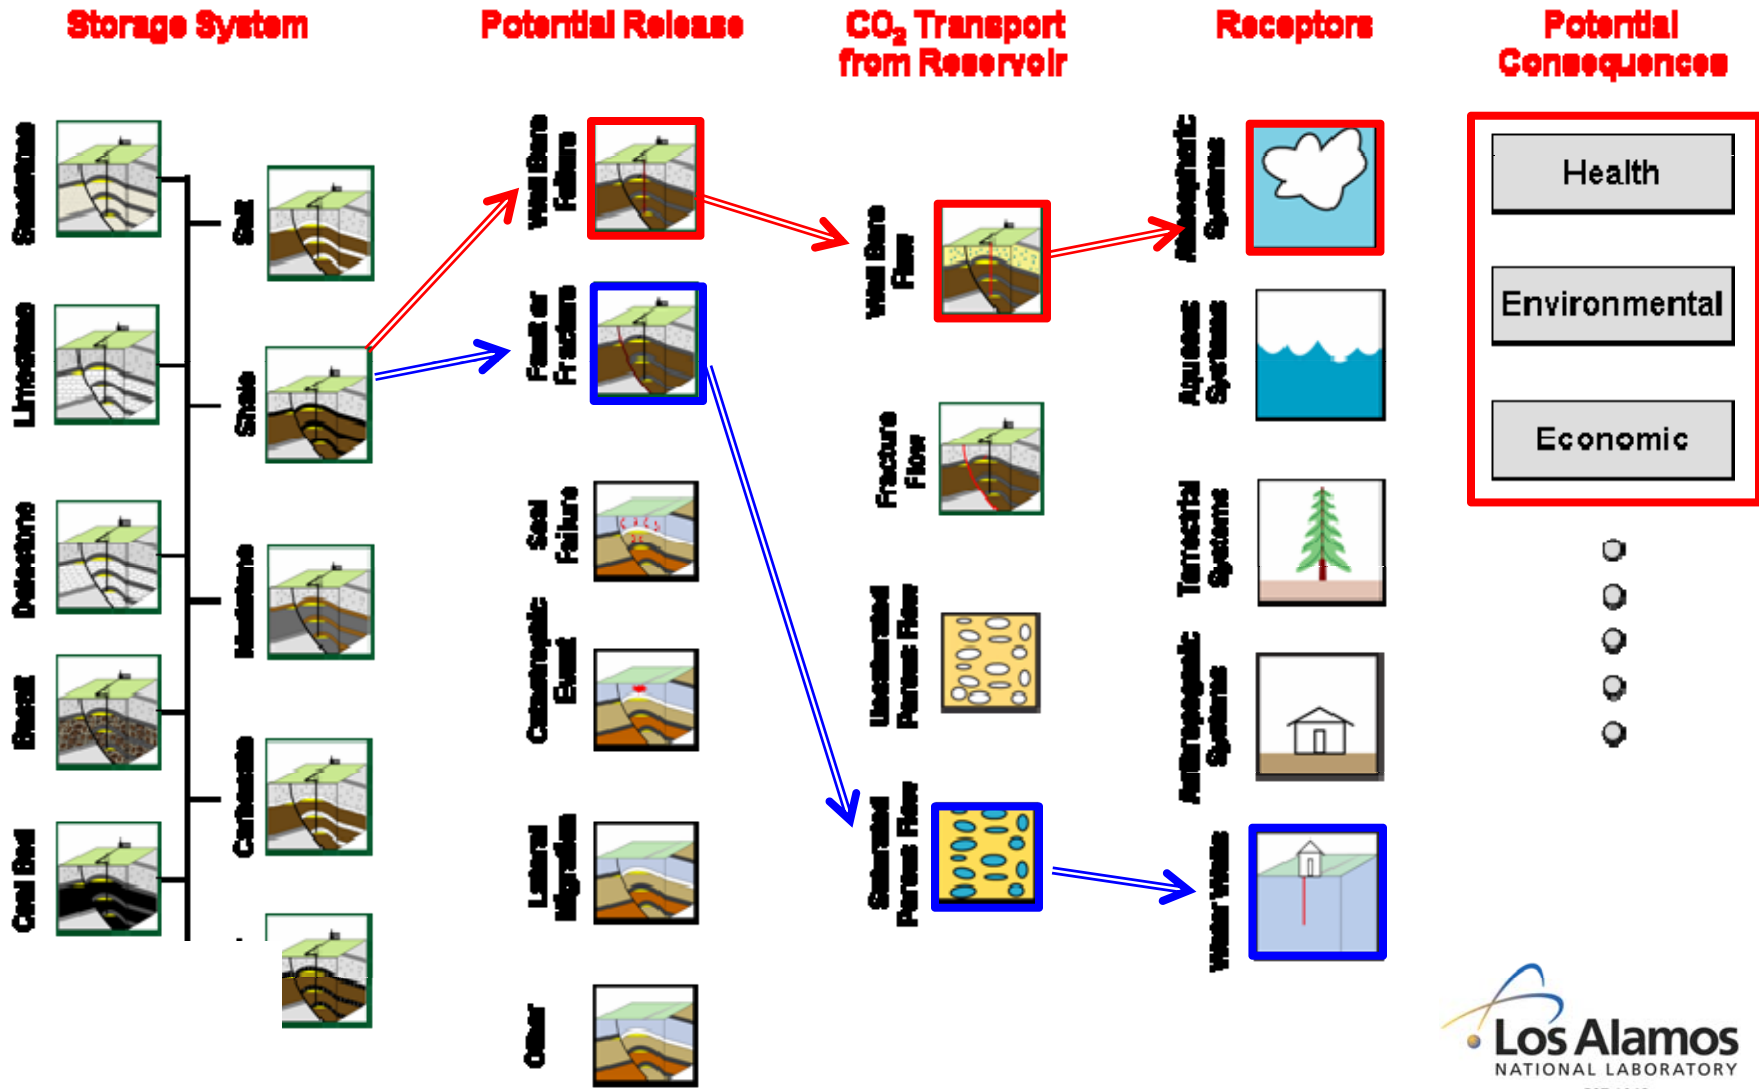 Storage System
Potential Release
CO₂ Transport
from Reservoir
Receptors
Potential
Consequences
Sandstone
Limestone
Dolostone
Basalt
Coal Bed
Salt
Shale
Mudstone
Carbonate
Well Bore
Failure
Fault or
Fracture
Seal
Failure
Catastrophic
Event
Lateral
Migration
Other
Well Bore
Flow
Fracture
Flow
Unsaturated
Porous Flow
Saturated
Porous Flow
Atmospheric
Systems
Aqueous
Systems
Terrestrial
Systems
Systems
Water Wells
Health
Environmental
Economic
Los Alamos
NATIONAL LABORATORY